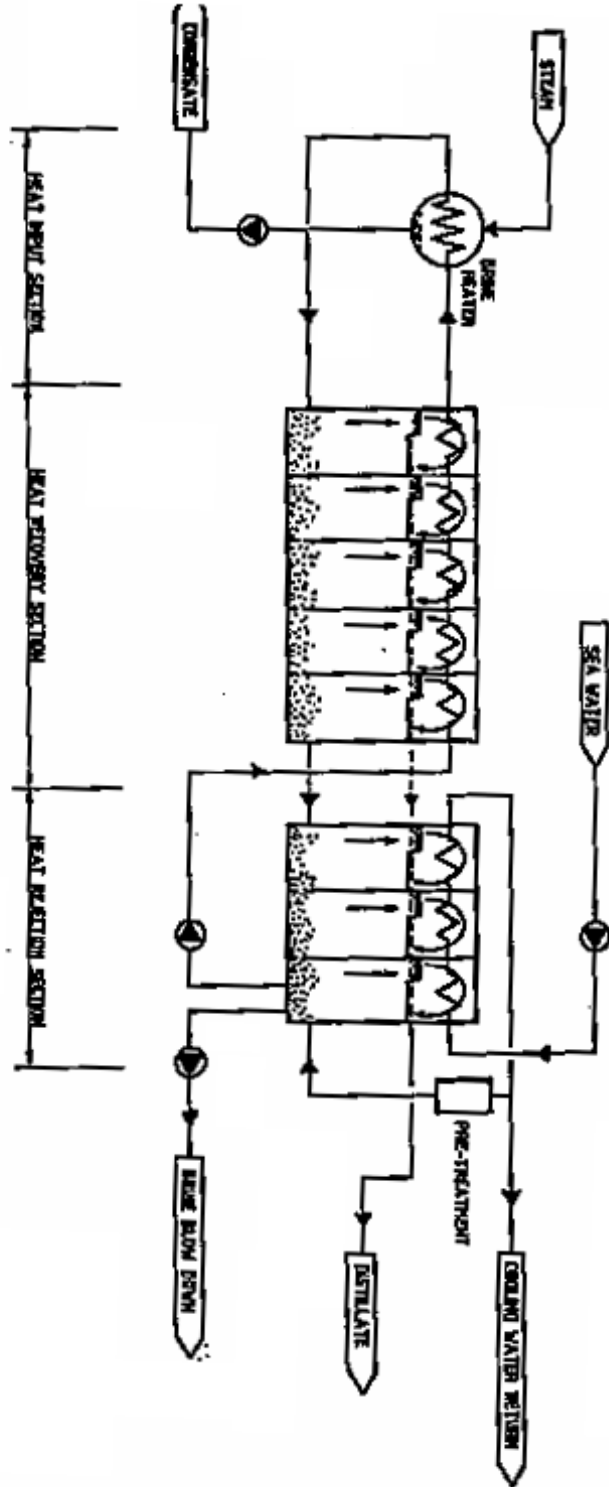 STEAM
CONDENSATE
BRINE
HEATER
HEAT INPUT SECTION
HEAT RECOVERY SECTION
HEAT REJECTION SECTION
SEA WATER
PRE-TREATMENT
COOLING WATER RETURN
DISTILLATE
BRINE BLOW DOWN